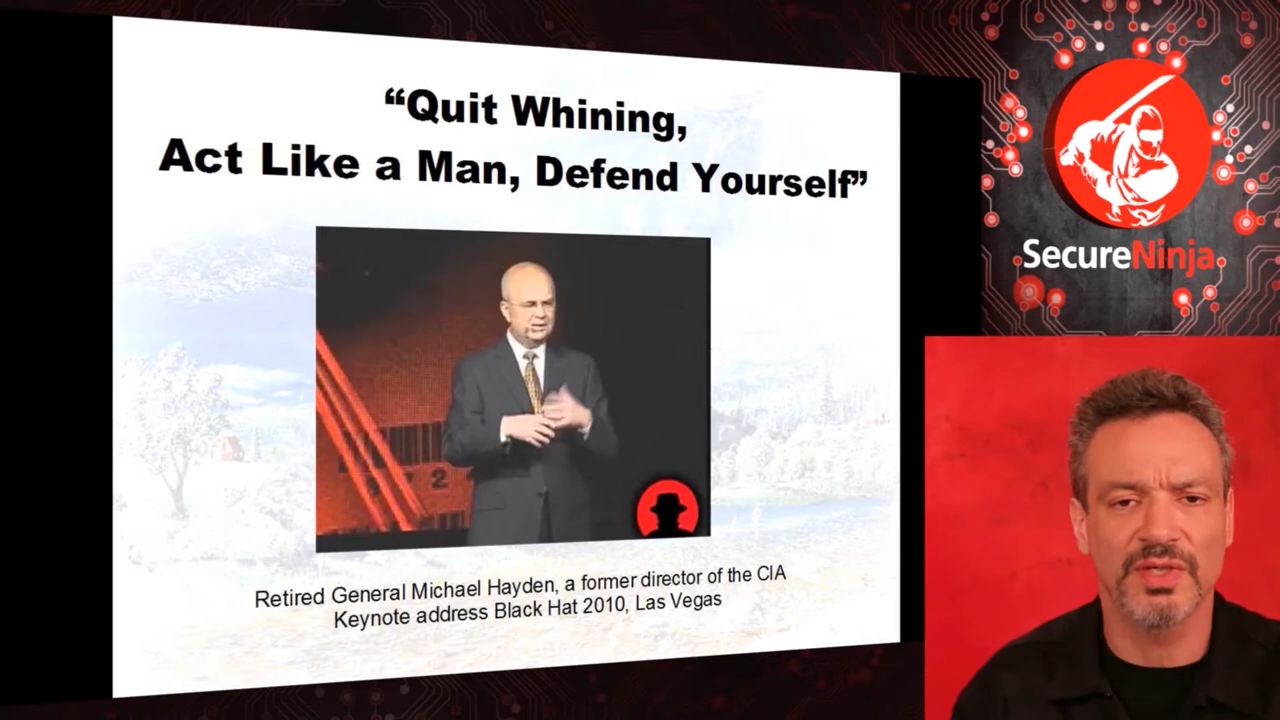 “Quit Whining,
Act Like a Man, Defend Yourself”
2
Retired General Michael Hayden, a former director of the CIA
Keynote address Black Hat 2010, Las Vegas
SecureNinja